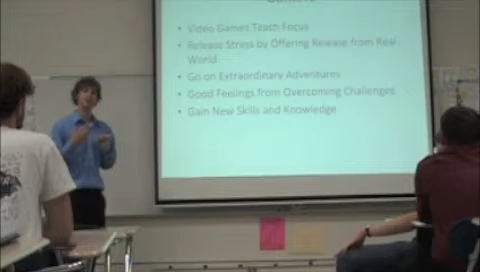 • Video Games Teach Focus
• Release Stress by Offering Release from Real
World
• Go on Extraordinary Adventures
• Good Feelings from Overcoming Challenges
• Gain New Skills and Knowledge